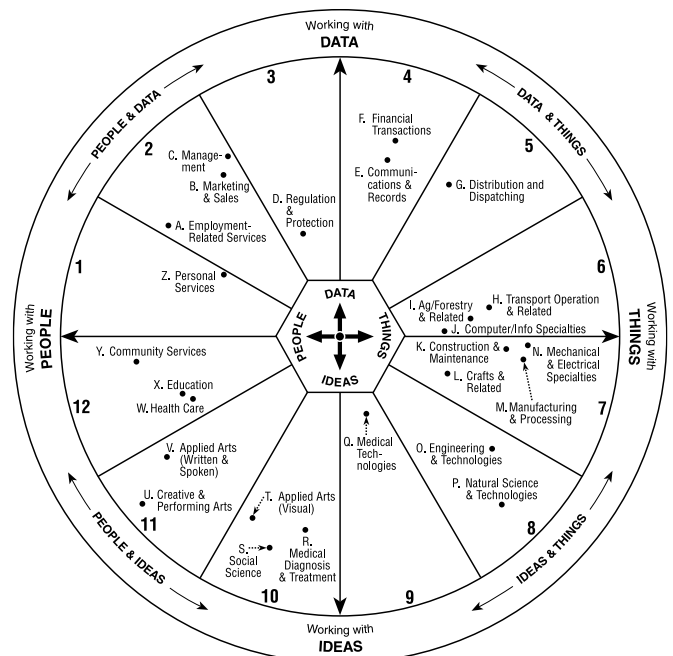 Working with
DATA
PEOPLE & DATA
DATA & THINGS
3
4
2
5
1
6
12
7
11
8
10
9
F. Financial
Transactions
E. Communi-
cations &
Records
C. Manage-
ment
B. Marketing
& Sales
G. Distribution and
Dispatching
D. Regulation
&
Protection
A. Employment-
Related Services
Z. Personal
Services
H. Transport Operation
& Related
I. Ag/Forestry
& Related
J. Computer/Info Specialties
Working with
PEOPLE
DATA
PEOPLE
THINGS
IDEAS
Working with
THINGS
Y. Community Services
X. Education
W. Health Care
K. Construction &
Maintenance
N. Mechanical
& Electrical
Specialties
L. Crafts &
Related
M. Manufacturing
& Processing
V. Applied Arts
(Written &
Spoken)
U. Creative &
Performing Arts
Q. Medical
Tech-
nologies
O. Engineering
& Technologies
P. Natural Science
& Technologies
T. Applied Arts
(Visual)
S.
Social
Science
R.
Medical
Diagnosis
& Treatment
PEOPLE & IDEAS
IDEAS & THINGS
Working with
IDEAS